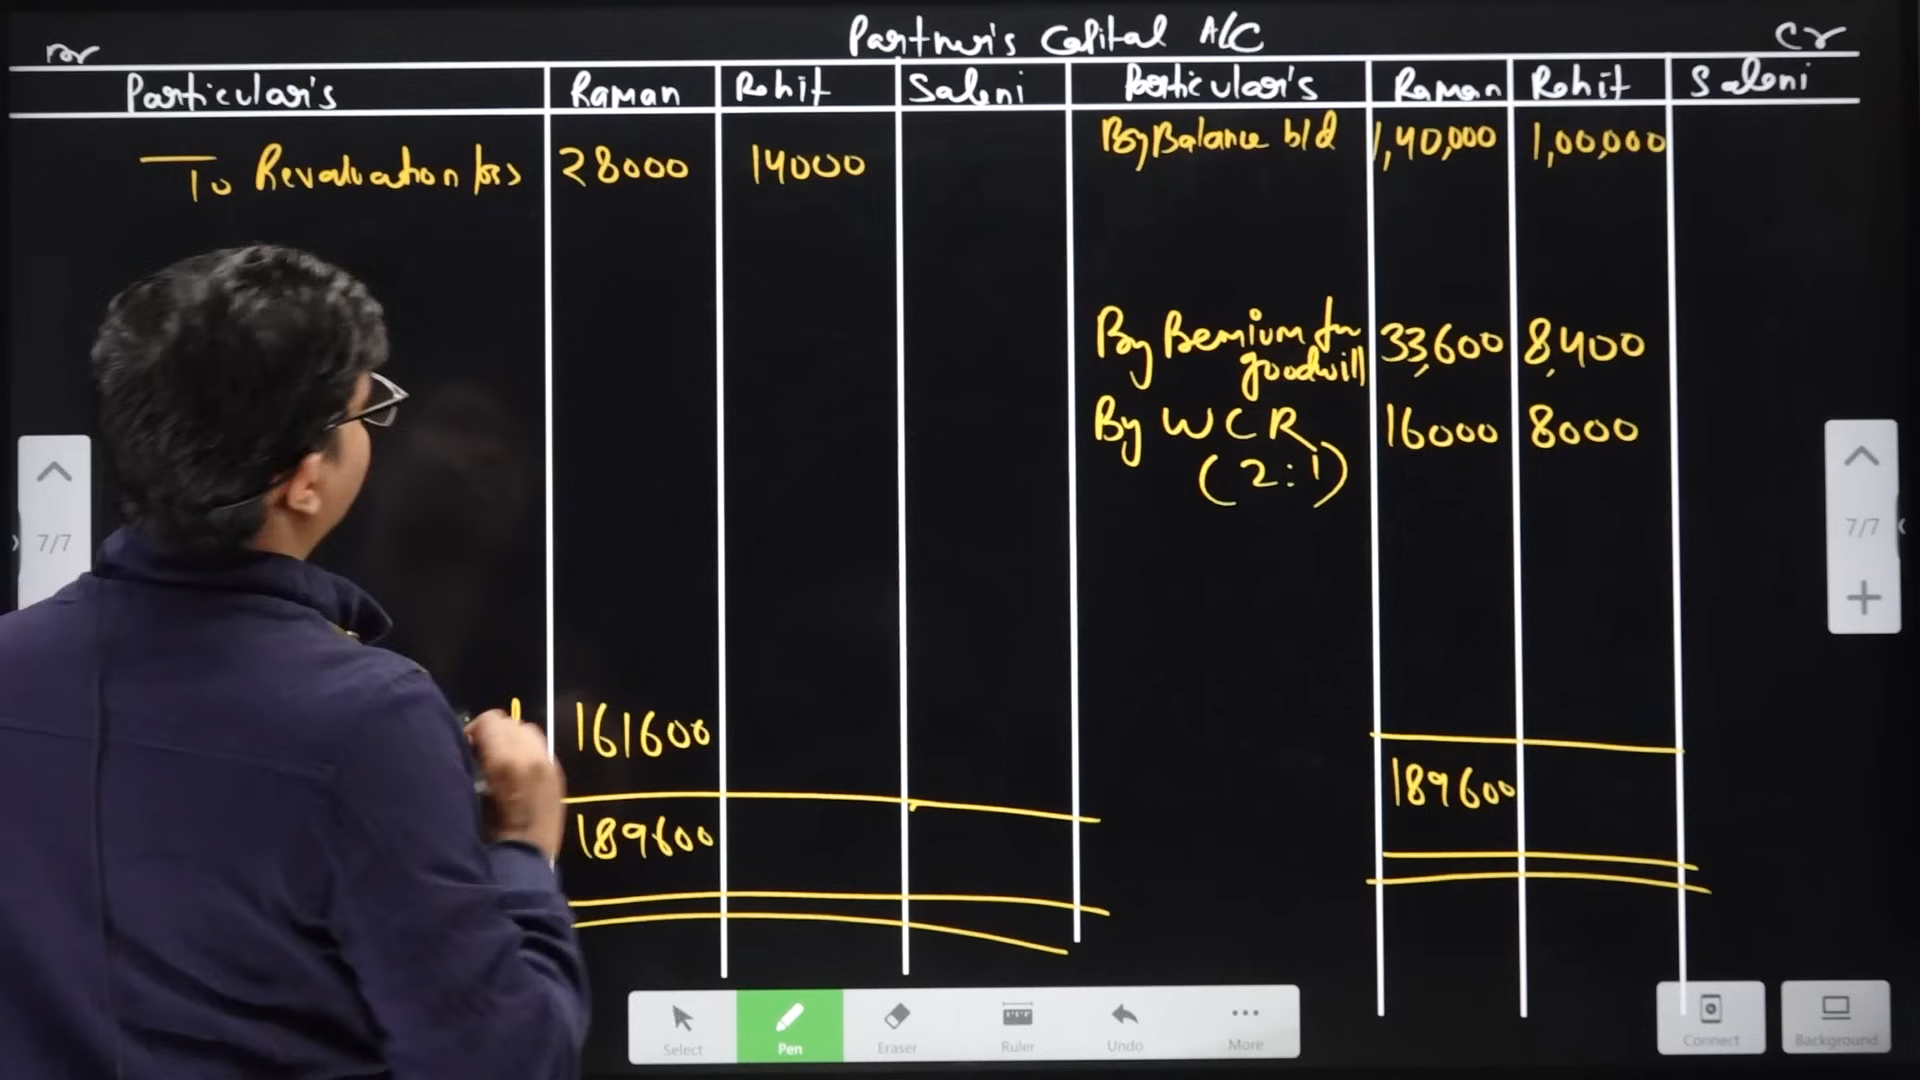 Partner's Capital A/C
Dr Cr
Particular's Raman Rohit Saloni Particular's Raman Rohit Saloni
To Revaluation loss 28000 14000 By Balance b/d 1,40,000 1,00,000
By Premium for goodwill 33,600 8,400
By WCR 16000 8000
(2:1)
161600
189600
189600
7/7
7/7
Select Pen Eraser Ruler Undo More
Connect Background